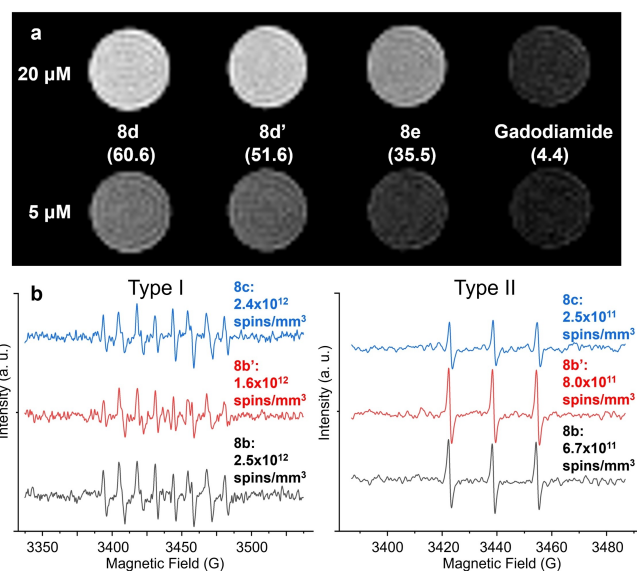 a
20 µM
8d
(60.6)
8d’
(51.6)
8e
(35.5)
Gadodiamide
(4.4)
5 µM
b
Type I
Intensity (a. u.)
8c:
2.4x10¹²
spins/mm³
8b’:
1.6x10¹²
spins/mm³
8b:
2.5x10¹²
spins/mm³
3350 3400 3450 3500
Magnetic Field (G)
Type II
Intensity (a. u.)
8c:
2.5x10¹¹
spins/mm³
8b’:
8.0x10¹¹
spins/mm³
8b:
6.7x10¹¹
spins/mm³
3400 3420 3440 3460 3480
Magnetic Field (G)